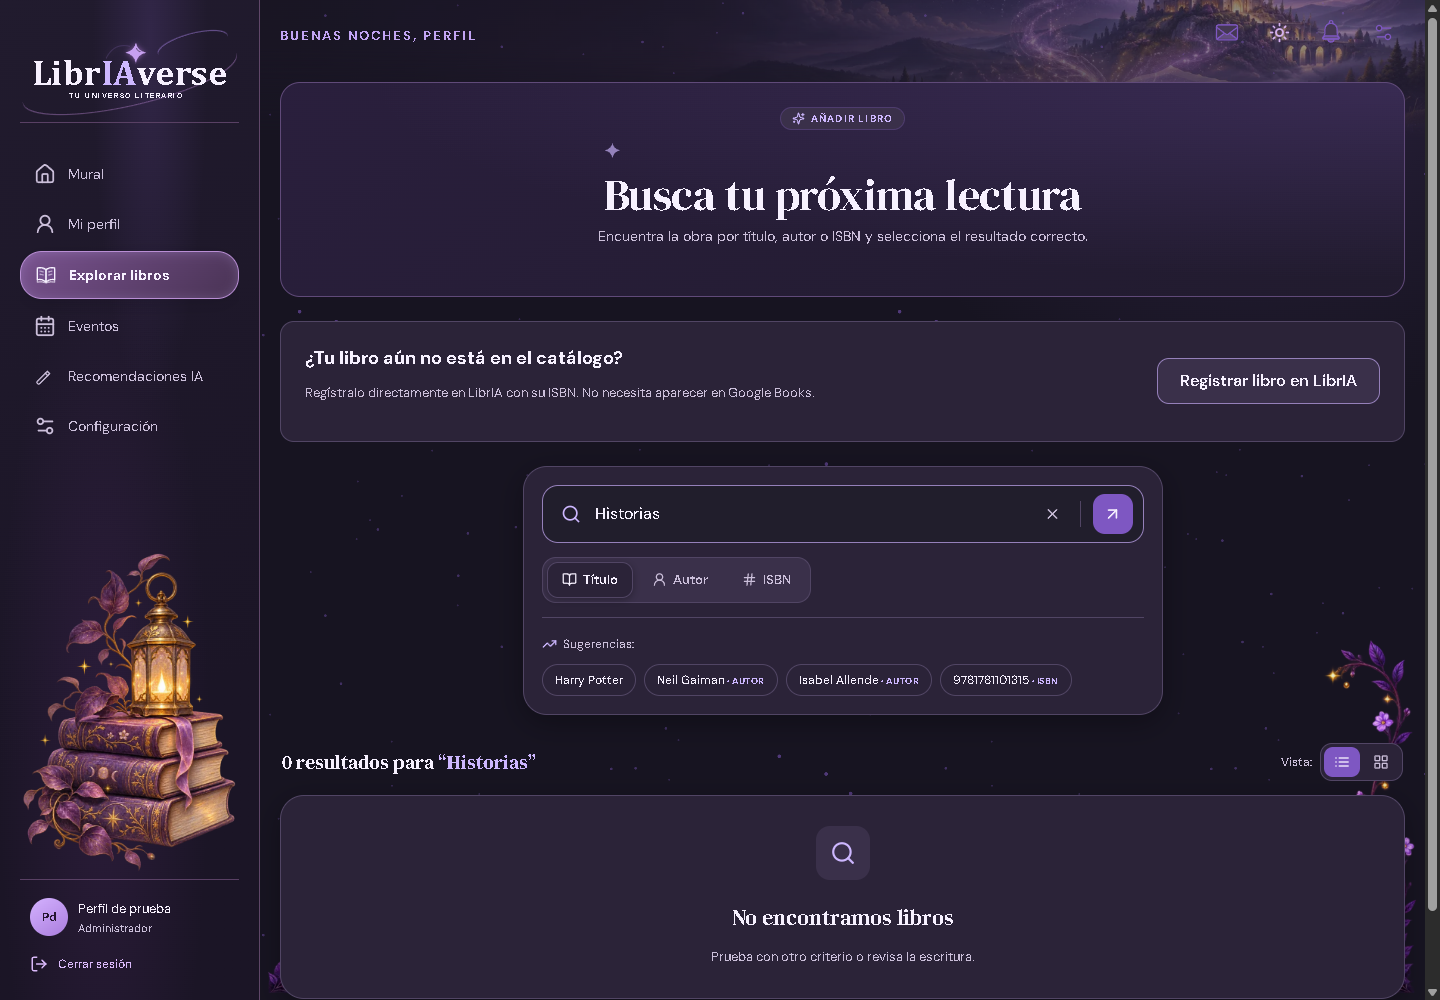 LibrIAverse
TU UNIVERSO LITERARIO
Mural
Mi perfil
Explorar libros
Eventos
Recomendaciones IA
Configuración
Pd
Perfil de prueba
Administrador
Cerrar sesión
BUENAS NOCHES, PERFIL
AÑADIR LIBRO
Busca tu próxima lectura
Encuentra la obra por título, autor o ISBN y selecciona el resultado correcto.
¿Tu libro aún no está en el catálogo?
Regístralo directamente en LibrIA con su ISBN. No necesita aparecer en Google Books.
Registrar libro en LibrIA
Historias
Título
Autor
ISBN
Sugerencias:
Harry Potter
Neil Gaiman · AUTOR
Isabel Allende · AUTOR
9781781101315 · ISBN
0 resultados para “Historias”
Vista:
No encontramos libros
Prueba con otro criterio o revisa la escritura.